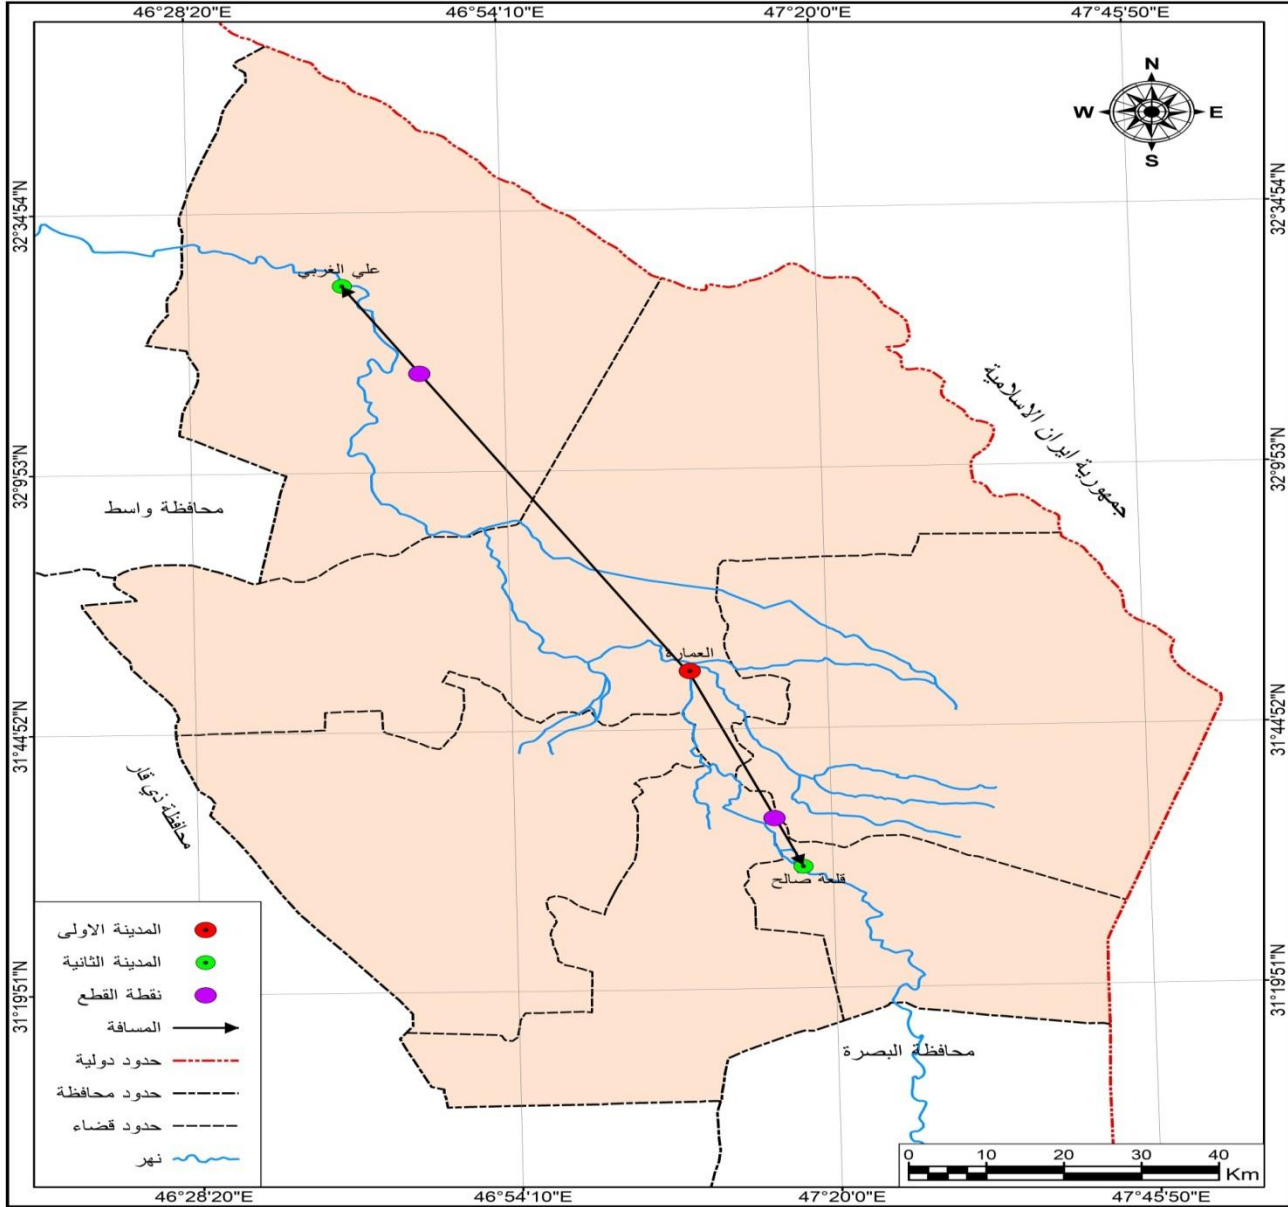 46°28'20"E
46°54'10"E
47°20'0"E
47°45'50"E
N
W
E
S
32°34'54"N
32°34'54"N
علي الغربي
جمهورية ايران الاسلامية
32°9'53"N
32°9'53"N
محافظة واسط
العمارة
31°44'52"N
31°44'52"N
محافظة ذي قار
قلعة صالح
المدينة الاولى
المدينة الثانية
نقطة القطع
المسافة
حدود دولية
حدود محافظة
حدود قضاء
نهر
31°19'51"N
31°19'51"N
محافظة البصرة
0 10 20 30 40
Km
46°28'20"E
46°54'10"E
47°20'0"E
47°45'50"E